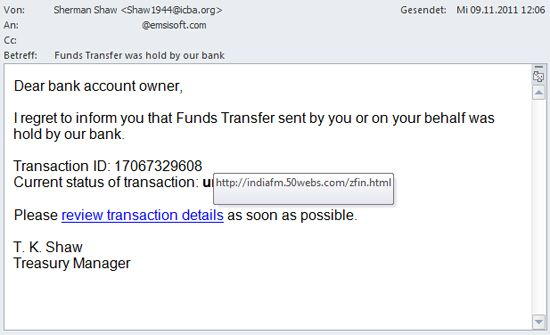 Von: Sherman Shaw <Shaw1944@icba.org> Gesendet: Mi 09.11.2011 12:06
An: @emsisoft.com
Cc:
Betreff: Funds Transfer was hold by our bank
Dear bank account owner,
I regret to inform you that Funds Transfer sent by you or on your behalf was
hold by our bank.
Transaction ID: 17067329608
Current status of transaction:
http://indiafm.50webs.com/zfin.html
Please review transaction details as soon as possible.
T. K. Shaw
Treasury Manager